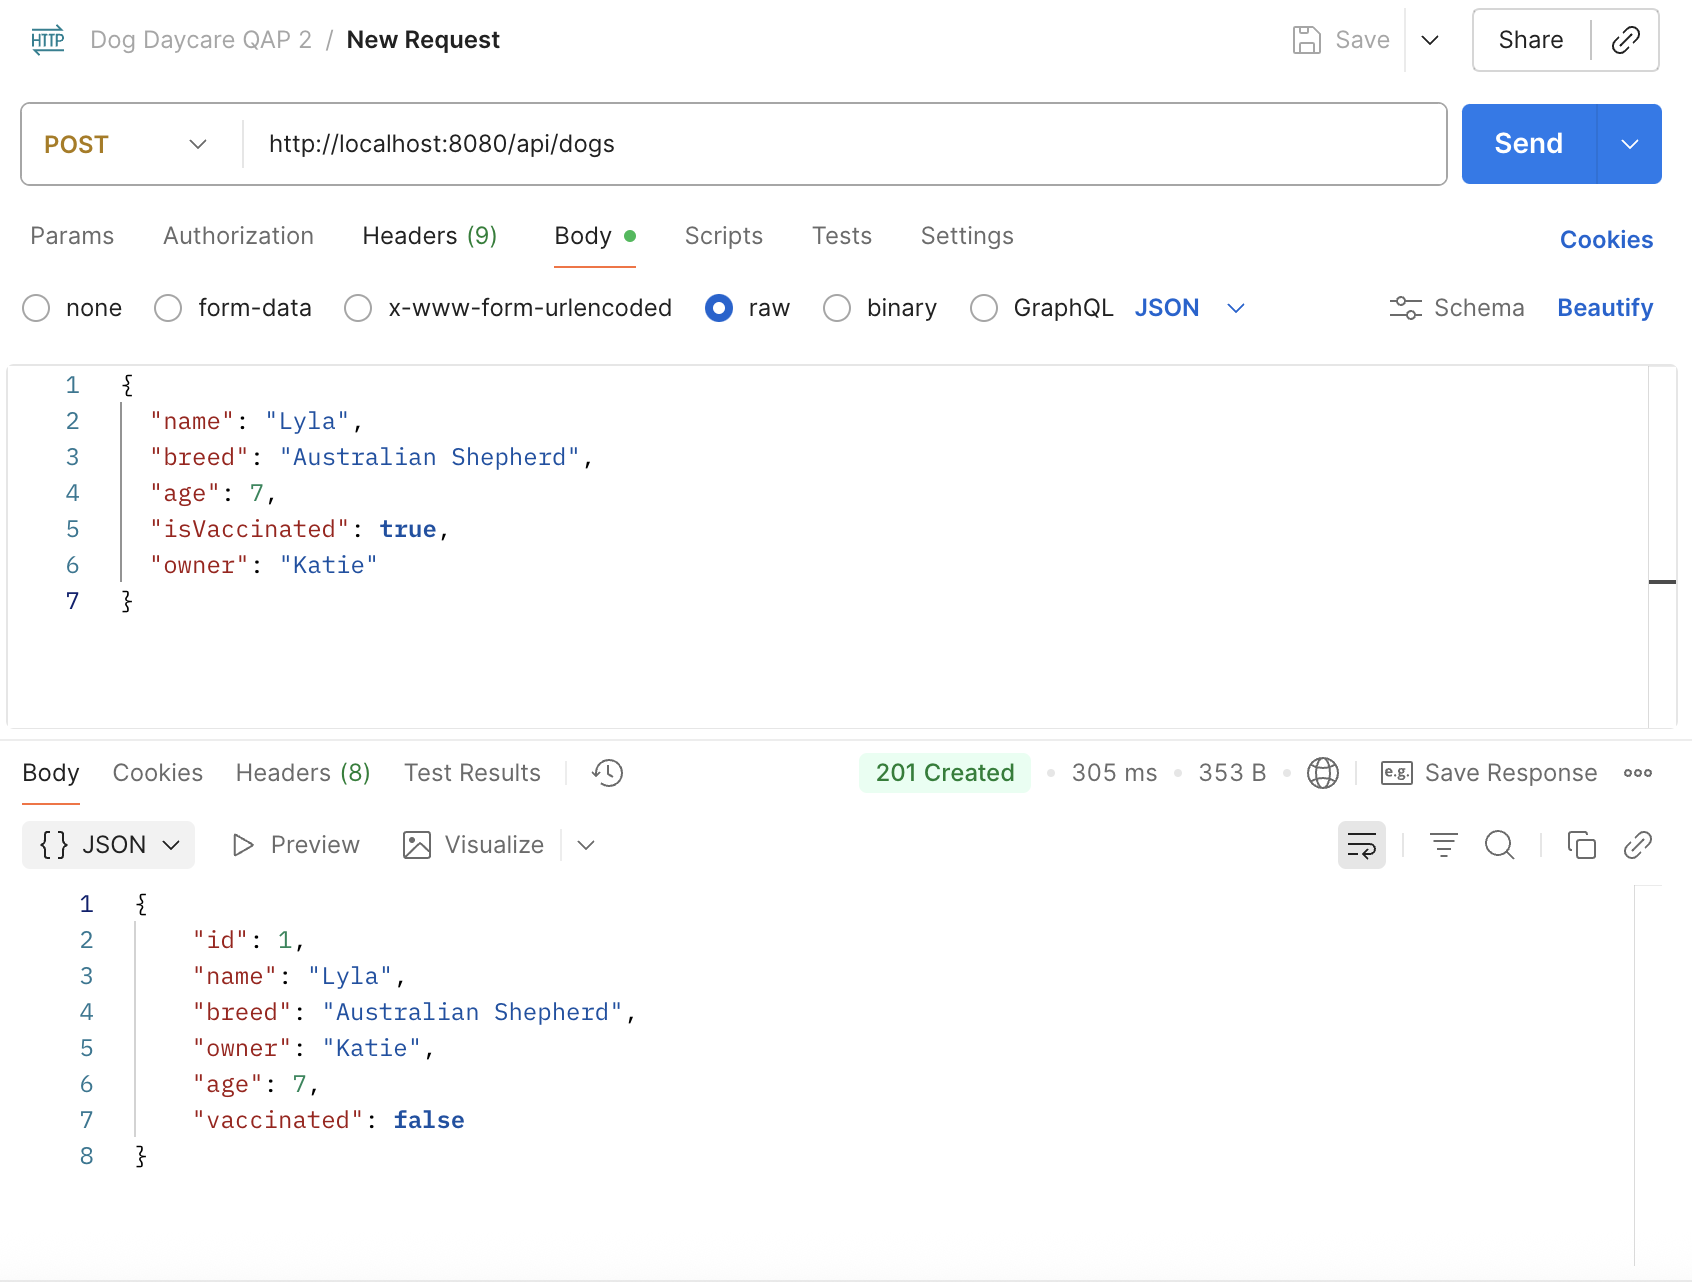 HTTP Dog Daycare QAP 2 / New Request Save Share
POST http://localhost:8080/api/dogs Send
Params Authorization Headers (9) Body Scripts Tests Settings Cookies
none form-data x-www-form-urlencoded raw binary GraphQL JSON Schema Beautify
1 {
2 "name": "Lyla",
3 "breed": "Australian Shepherd",
4 "age": 7,
5 "isVaccinated": true,
6 "owner": "Katie"
7 }
Body Cookies Headers (8) Test Results 201 Created • 305 ms • 353 B • e.g. Save Response
{} JSON Preview Visualize
1 {
2 "id": 1,
3 "name": "Lyla",
4 "breed": "Australian Shepherd",
5 "owner": "Katie",
6 "age": 7,
7 "vaccinated": false
8 }